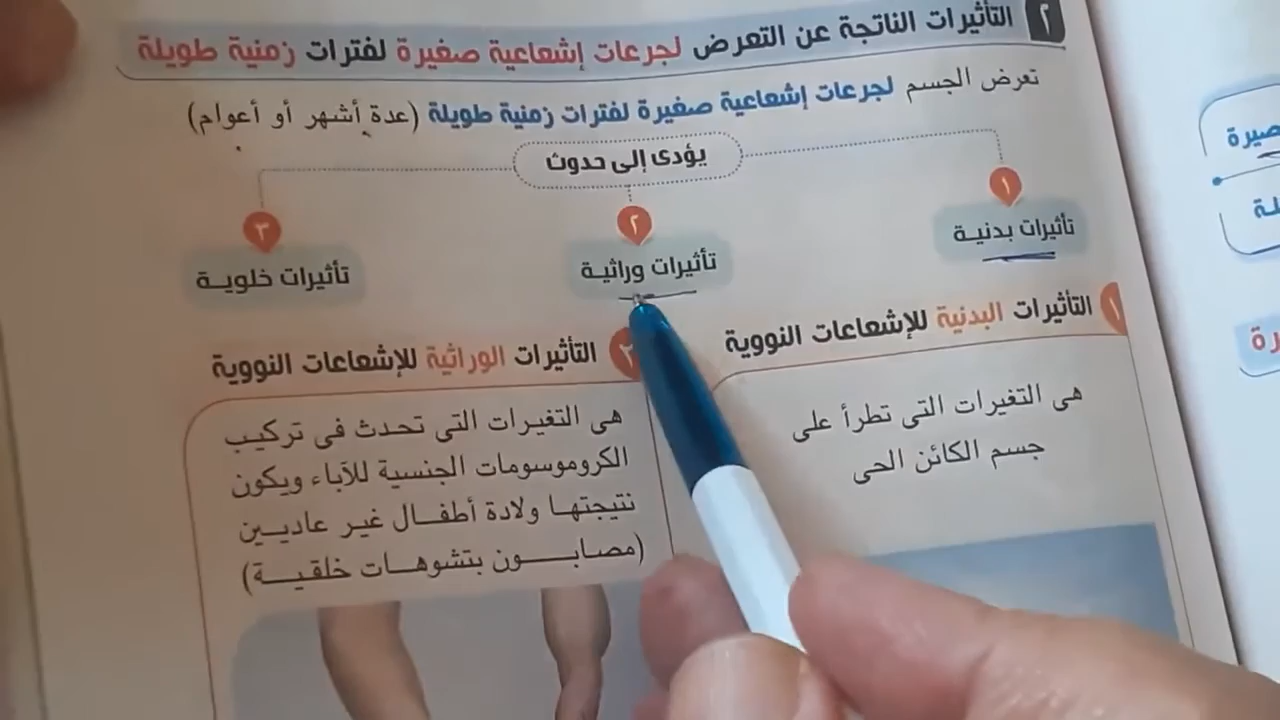 ٢ التأثيرات الناتجة عن التعرض لجرعات إشعاعية صغيرة لفترات زمنية طويلة
تعرض الجسم لجرعات إشعاعية صغيرة لفترات زمنية طويلة (عدة أشهر أو أعوام)
يؤدى إلى حدوث
١
تأثيرات بدنية
٢
تأثيرات وراثية
٣
تأثيرات خلوية
١ التأثيرات البدنية للإشعاعات النووية
هى التغيرات التى تطرأ على
جسم الكائن الحى
٢ التأثيرات الوراثية للإشعاعات النووية
هى التغيرات التى تحدث فى تركيب
الكروموسومات الجنسية للآباء ويكون
نتيجتها ولادة أطفال غير عاديين
(مصابون بتشوهات خلقية)